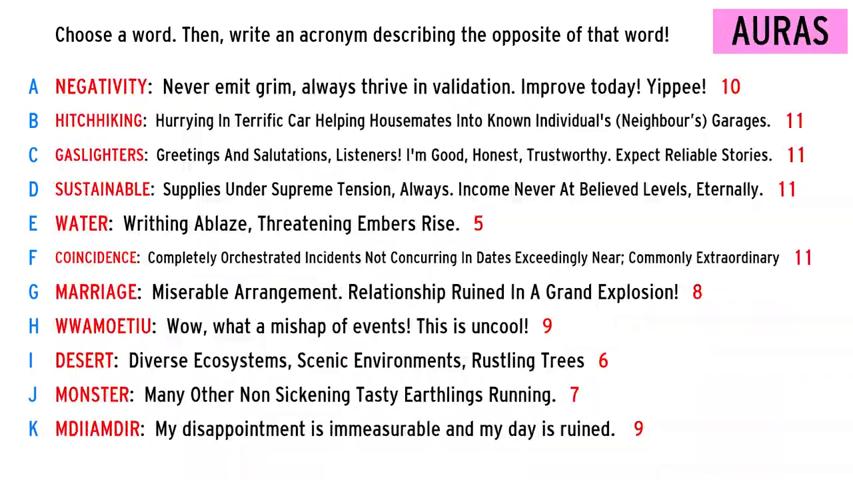 Choose a word. Then, write an acronym describing the opposite of that word!
AURAS
A NEGATIVITY: Never emit grim, always thrive in validation. Improve today! Yippee! 10
B HITCHHIKING: Hurrying In Terrific Car Helping Housemates Into Known Individual's (Neighbour's) Garages. 11
C GASLIGHTERS: Greetings And Salutations, Listeners! I'm Good, Honest, Trustworthy. Expect Reliable Stories. 11
D SUSTAINABLE: Supplies Under Supreme Tension, Always. Income Never At Believed Levels, Eternally. 11
E WATER: Writhing Ablaze, Threatening Embers Rise. 5
F COINCIDENCE: Completely Orchestrated Incidents Not Concurring In Dates Exceedingly Near; Commonly Extraordinary 11
G MARRIAGE: Miserable Arrangement. Relationship Ruined In A Grand Explosion! 8
H WWAMOETIU: Wow, what a mishap of events! This is uncool! 9
I DESERT: Diverse Ecosystems, Scenic Environments, Rustling Trees 6
J MONSTER: Many Other Non Sickening Tasty Earthlings Running. 7
K MDIIAMDIR: My disappointment is immeasurable and my day is ruined. 9